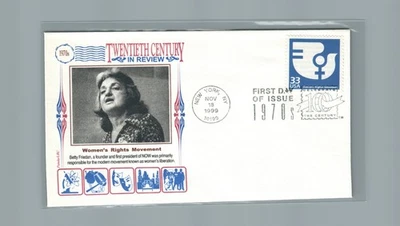 1970s
TWENTIETH CENTURY
IN REVIEW
Women's Rights Movement
Betty Friedan, a founder and first president of NOW was primarily
responsible for the modern movement known as women's liberation.
NEW YORK, NY
NOV
18
1999
FIRST DAY
OF ISSUE
1970s
33
USA